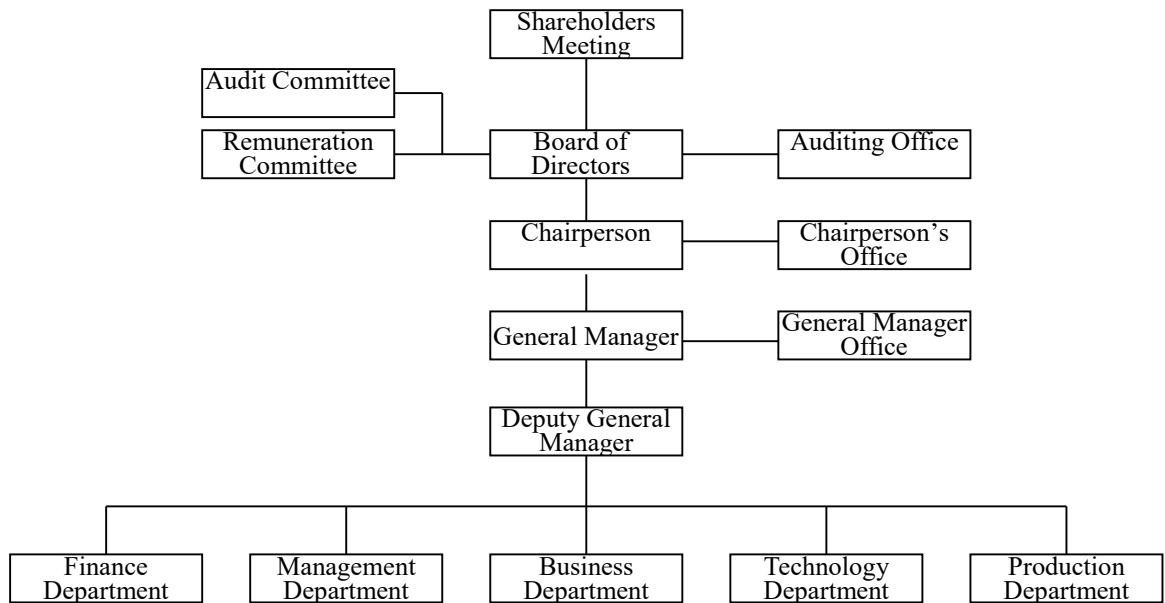 Shareholders
Meeting
Audit Committee
Remuneration
Committee
Board of
Directors
Auditing Office
Chairperson
Chairperson’s
Office
General Manager
General Manager
Office
Deputy General
Manager
Finance
Department
Management
Department
Business
Department
Technology
Department
Production
Department